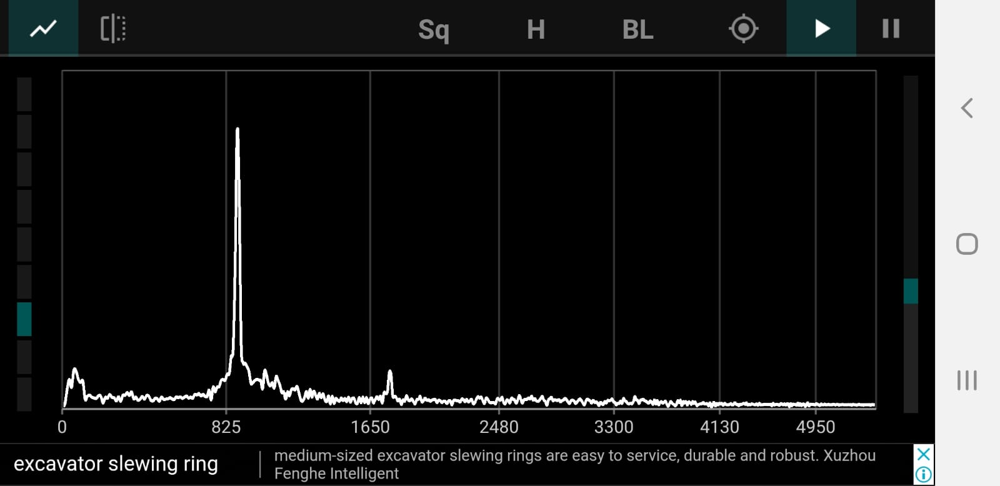 Sq H BL
0 825 1650 2480 3300 4130 4950
excavator slewing ring
medium-sized excavator slewing rings are easy to service, durable and robust. Xuzhou
Fenghe Intelligent